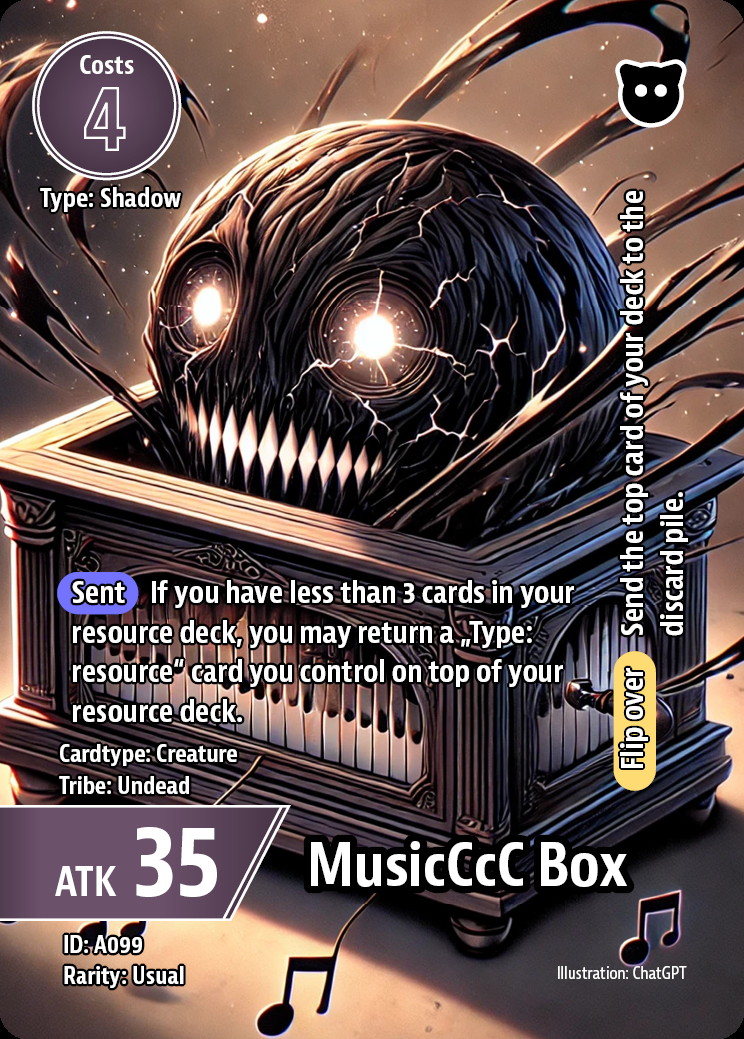 Costs
4
Type: Shadow
Send the top card of your deck to the
discard pile.
Flip over
Sent If you have less than 3 cards in your
resource deck, you may return a „Type:
resource“ card you control on top of your
resource deck.
Cardtype: Creature
Tribe: Undead
ATK 35
MusicCcC Box
ID: A099
Rarity: Usual
Illustration: ChatGPT